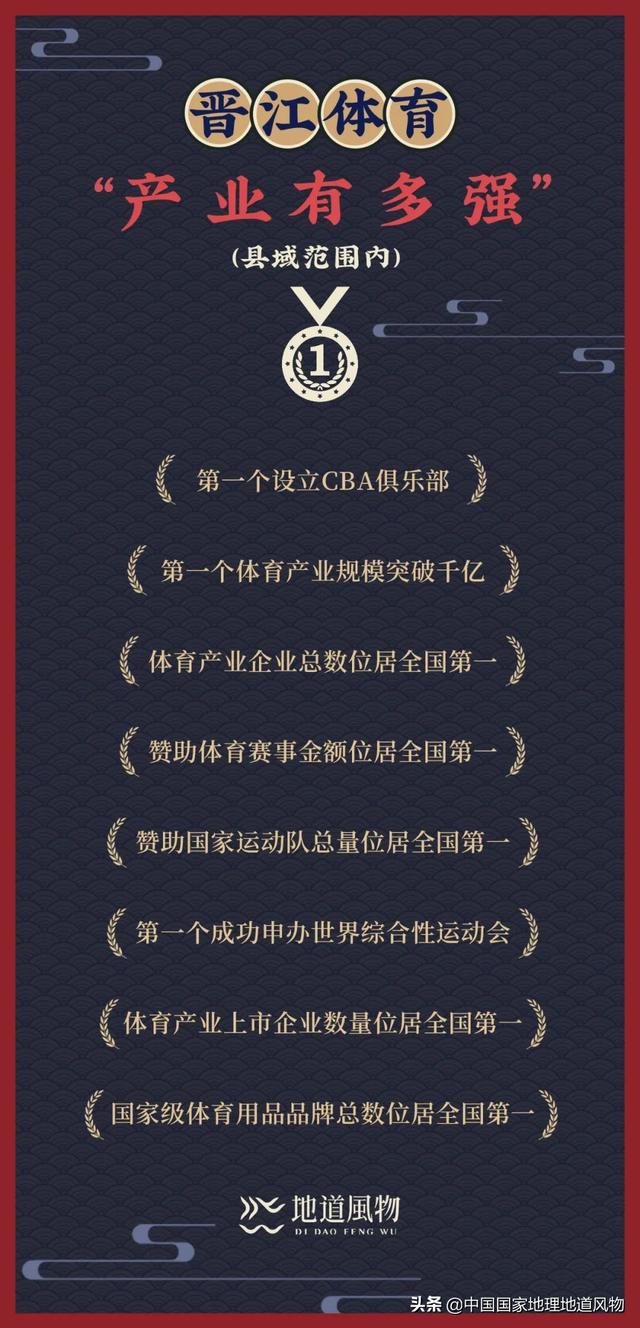 晋江体育
“产业有多强”
(县域范围内)
1
第一个设立CBA俱乐部
第一个体育产业规模突破千亿
体育产业企业总数位居全国第一
赞助体育赛事金额位居全国第一
赞助国家运动队总量位居全国第一
第一个成功申办世界综合性运动会
体育产业上市企业数量位居全国第一
国家级体育用品品牌总数位居全国第一
地道風物
DI DAO FENG WU
头条 @中国国家地理地道风物